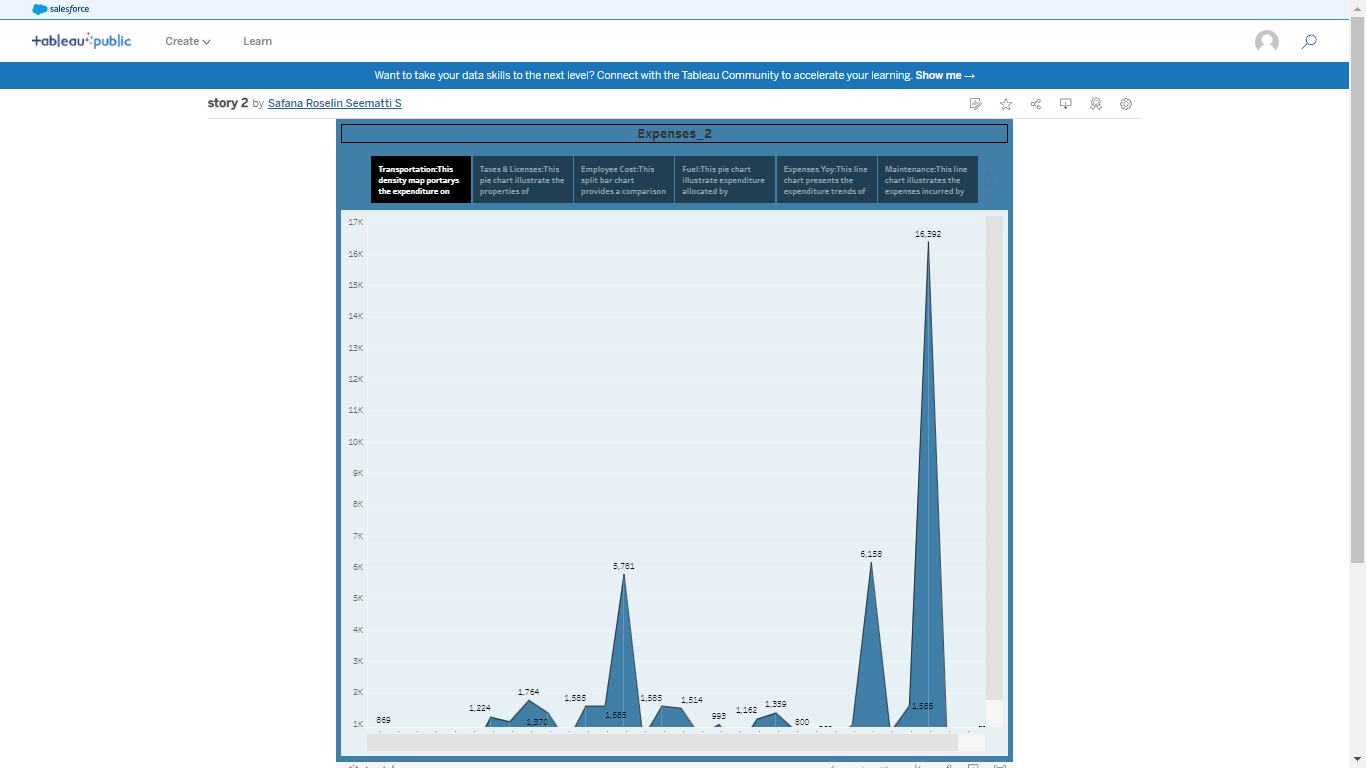 salesforce
+ableau public
Create
Learn
Want to take your data skills to the next level? Connect with the Tableau Community to accelerate your learning. Show me →
story 2 by Safana Roselin Seematti S
Expenses_2
Transportation:This
density map portarys
the expenditure on
Taxes & Licenses:This
pie chart illustrate the
properties of
Employee Cost:This
split bar chart
provides a comparison
Fuel:This pie chart
illustrate expenditure
allocated by
Expenses Yoy:This line
chart presents the
expenditure trends of
Maintenance:This line
chart illustrates the
expenses incurred by
17K
16K
15K
14K
13K
12K
11K
10K
9K
8K
7K
6K
5K
4K
3K
2K
1K
869
1,224
1,764
1,370
1,585
1,585
5,781
1,585
1,514
993
1,162
1,359
800
6,158
1,585
16,392